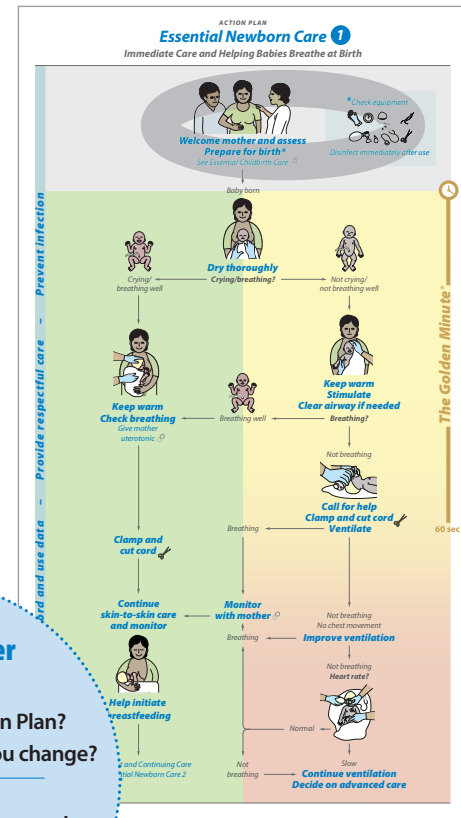 ACTION PLAN
Essential Newborn Care 1
Immediate Care and Helping Babies Breathe at Birth
*Check equipment
Disinfect immediately after use
Welcome mother and assess
Prepare for birth*
See Essential Childbirth Care
Baby born
Dry thoroughly
Crying/breathing?
Crying/
breathing well
Not crying/
not breathing well
Keep warm
Check breathing
Give mother
uterotonic
Breathing well
Keep warm
Stimulate
Clear airway if needed
Breathing?
Not breathing
Call for help
Clamp and cut cord
Ventilate
Breathing
Clamp and
cut cord
Continue
skin-to-skin care
and monitor
Monitor
with mother
Not breathing
No chest movement
Breathing
Improve ventilation
Not breathing
Heart rate?
Help initiate
breastfeeding
Normal
Slow
Not
breathing
Continue ventilation
Decide on advanced care
and Continuing Care
Newborn Care 2
Prevent infection
– Provide respectful care –
and use data
The Golden Minute®
60 sec
n Plan?
ou change?